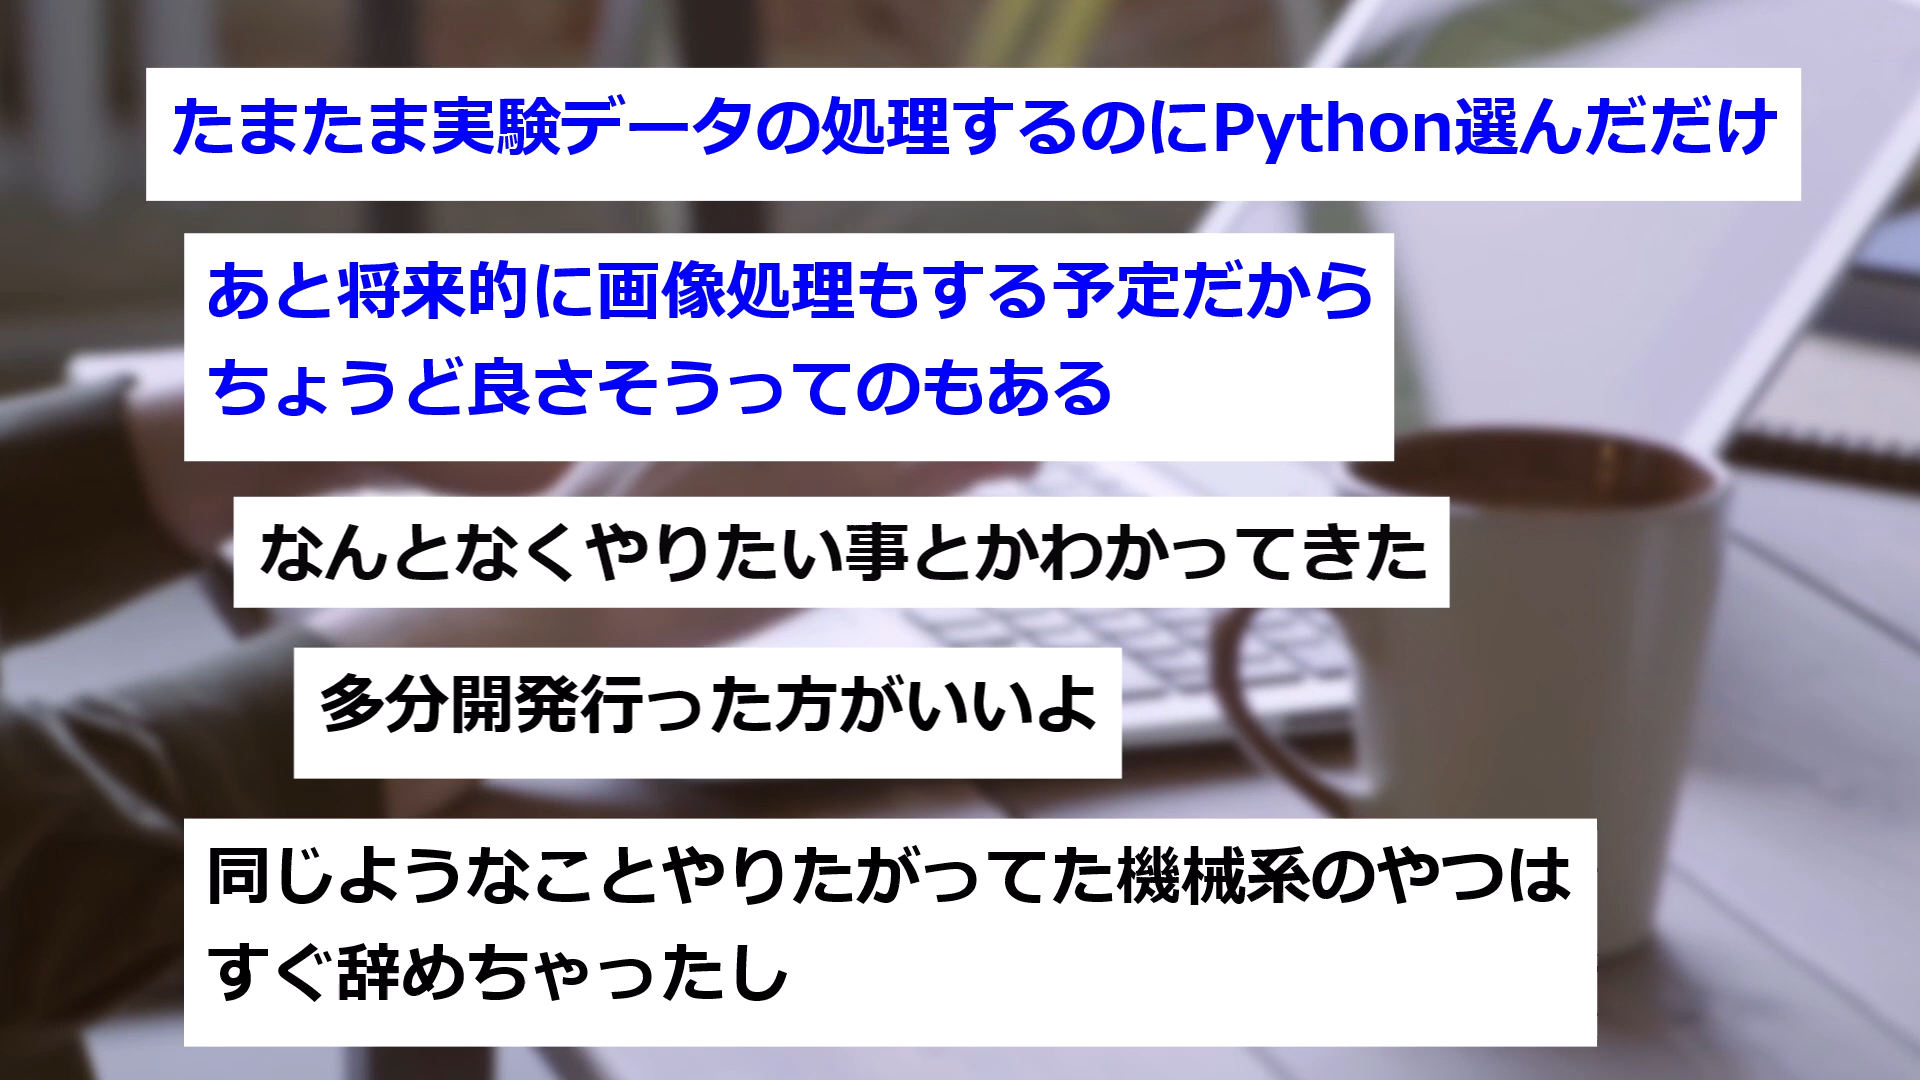 たまたま実験データの処理するのにPython選んだだけ
あと将来的に画像処理もする予定だから
ちょうど良さそうってのもある
なんとなくやりたい事とかわかってきた
多分開発行った方がいいよ
同じようなことやりたがってた機械系のやつは
すぐ辞めちゃったし